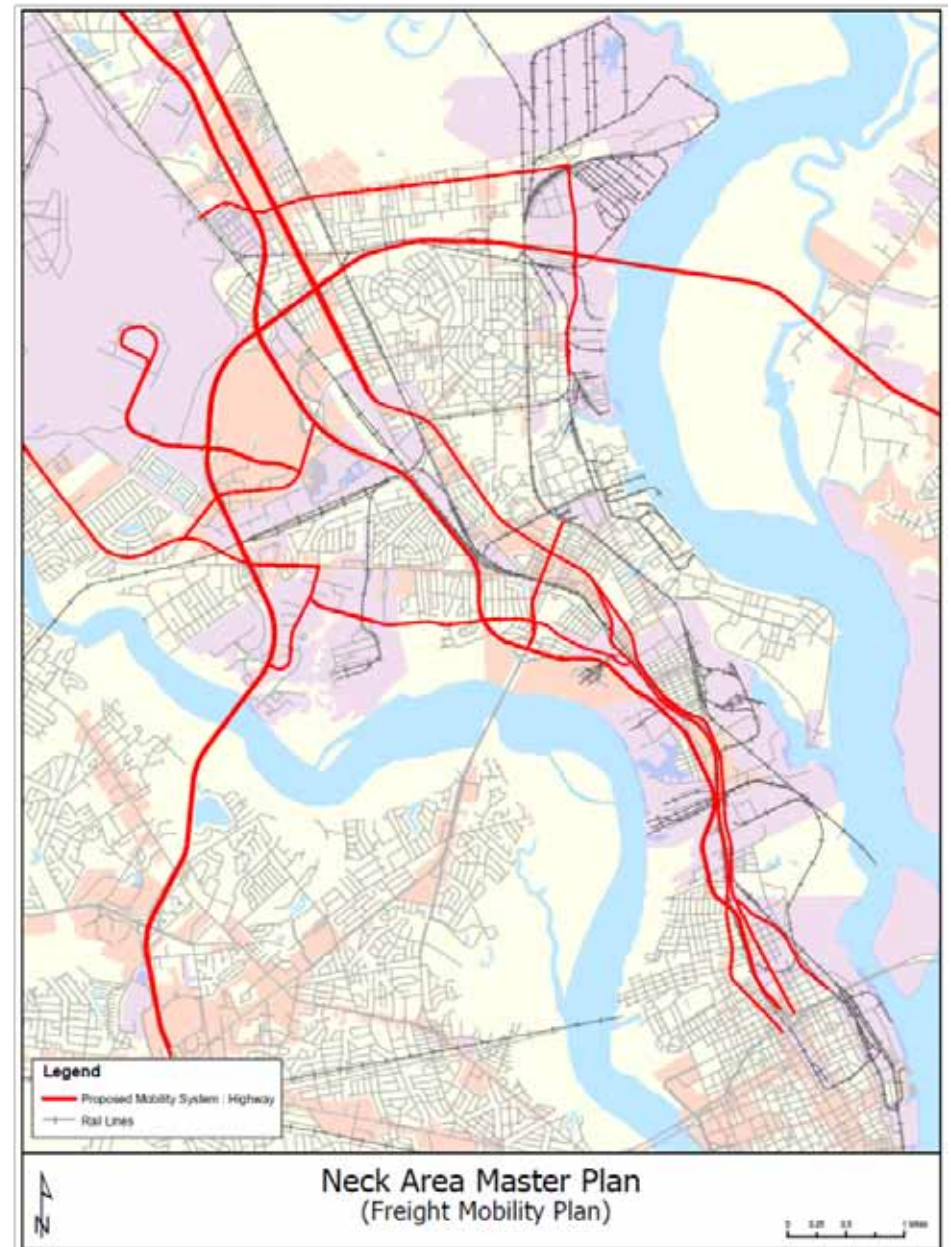 Legend
Proposed Mobility System : Highway
Rail Lines
Neck Area Master Plan
(Freight Mobility Plan)
N
0 0.25 0.5 1 Miles